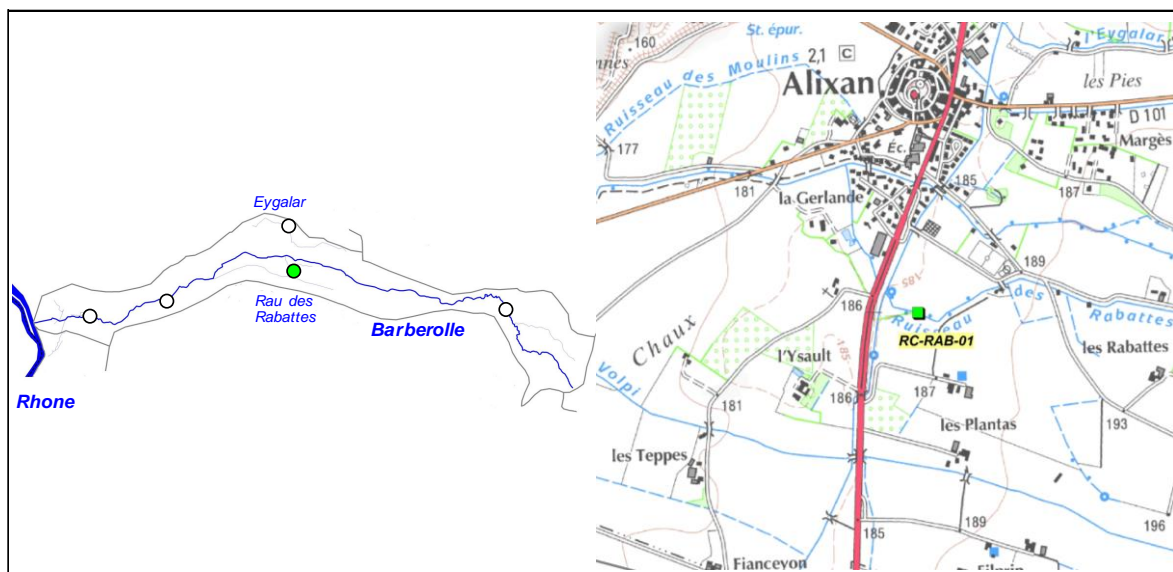 Eygalar
Rau des
Rabattes
Barberolle
Rhone
160
St. épur.
2,1 C
Ruisseau des Moulins
Alixan
l'Eygalar
les Pies
D 101
Margès
177
181
Éc.
185
187
la Gerlande
189
185
186
Ruisseau des Rabattes
RC-RAB-01
les Rabattes
Chaux
l'Ysault
185
Volpi
181
186
187
193
les Plantas
les Teppes
196
189
185
Fianceyon